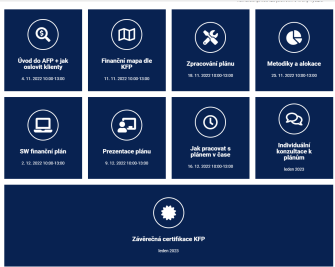 Úvod do AFP + jak
oslovit klienty
4. 11. 2022 10:00-13:00
Finanční mapa dle
KFP
11. 11. 2022 10:00-13:00
Zpracování plánu
18. 11. 2022 10:00-13:00
Metodiky a alokace
25. 11. 2022 10:00-13:00
SW finanční plán
2. 12. 2022 10:00-13:00
Prezentace plánu
9. 12. 2022 10:00-13:00
Jak pracovat s
plánem v čase
16. 12. 2022 10:00-13:00
Individuální
konzultace k
plánům
leden 2023
Závěrečná certifikace KFP
leden 2023